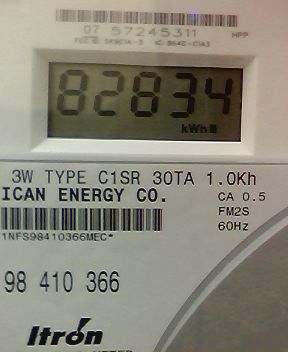 07 57245311
HPP
82834
kWh
3W TYPE C1SR 30TA 1.0Kh
ICAN ENERGY CO.
CA 0.5
FM2S
1NFS98410366MEC*
60Hz
98 410 366
Itron